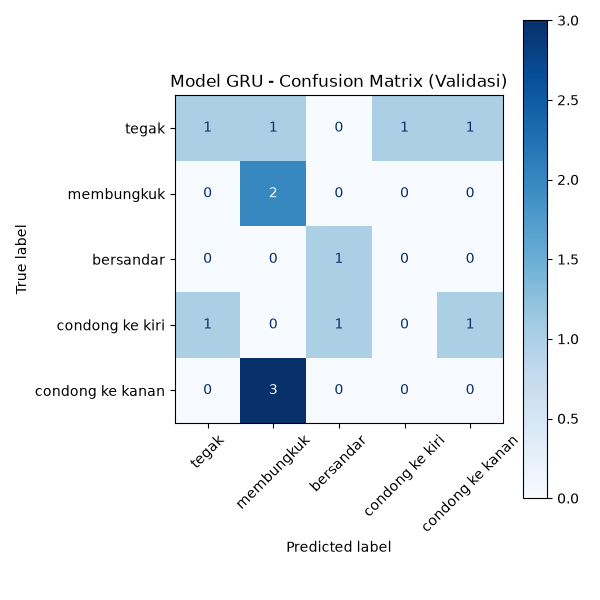 Model GRU - Confusion Matrix (Validasi)
True label
tegak 1 1 0 1 1
membungkuk 0 2 0 0 0
bersandar 0 0 1 0 0
condong ke kiri 1 0 1 0 1
condong ke kanan 0 3 0 0 0
tegak membungkuk bersandar condong ke kiri condong ke kanan
Predicted label
3.0
2.5
2.0
1.5
1.0
0.5
0.0